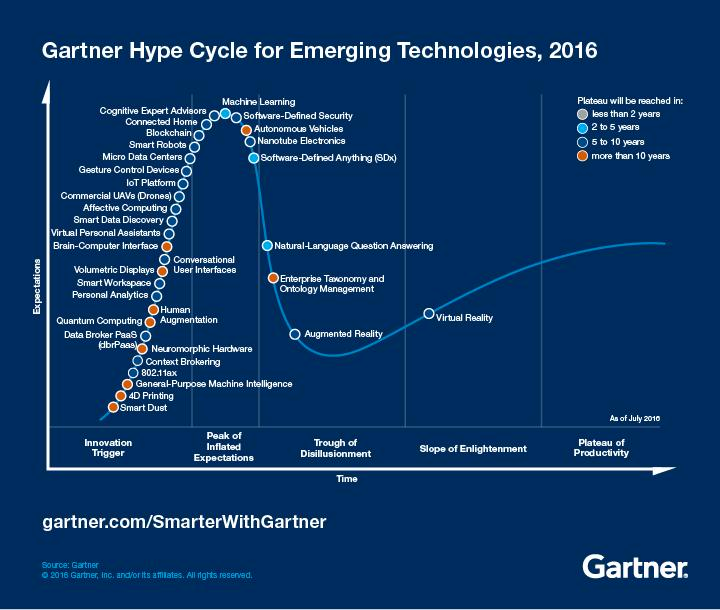 Gartner Hype Cycle for Emerging Technologies, 2016
Plateau will be reached in:
less than 2 years
2 to 5 years
5 to 10 years
more than 10 years
Expectations
Machine Learning
Cognitive Expert Advisors
Software-Defined Security
Connected Home
Autonomous Vehicles
Blockchain
Nanotube Electronics
Smart Robots
Software-Defined Anything (SDx)
Micro Data Centers
Gesture Control Devices
IoT Platform
Commercial UAVs (Drones)
Affective Computing
Smart Data Discovery
Virtual Personal Assistants
Brain-Computer Interface
Natural-Language Question Answering
Conversational
User Interfaces
Volumetric Displays
Enterprise Taxonomy and
Ontology Management
Smart Workspace
Personal Analytics
Human
Augmentation
Quantum Computing
Virtual Reality
Data Broker PaaS
(dbrPaas)
Augmented Reality
Neuromorphic Hardware
Context Brokering
802.11ax
General-Purpose Machine Intelligence
4D Printing
Smart Dust
As of July 2016
Innovation
Trigger
Peak of
Inflated
Expectations
Trough of
Disillusionment
Slope of Enlightenment
Plateau of
Productivity
Time
gartner.com/SmarterWithGartner
Source: Gartner
© 2016 Gartner, Inc. and/or its affiliates. All rights reserved.
Gartner®